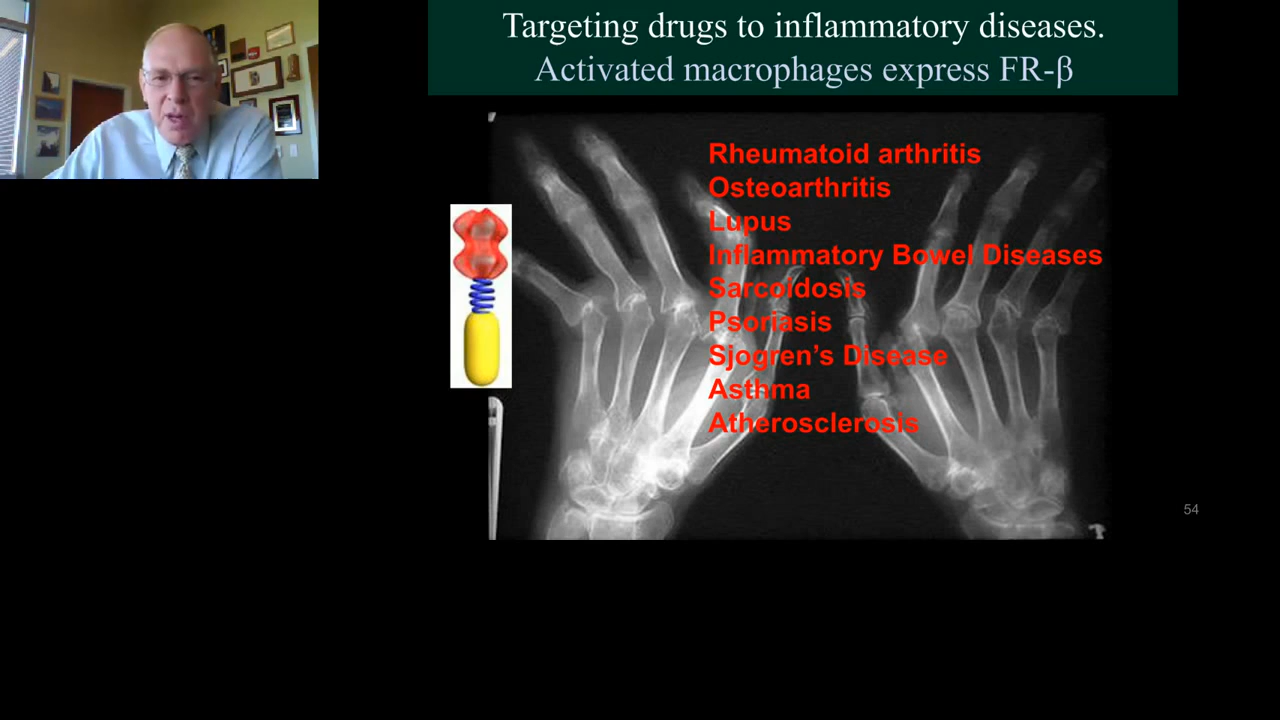 Targeting drugs to inflammatory diseases.
Activated macrophages express FR-β
Rheumatoid arthritis
Osteoarthritis
Lupus
Inflammatory Bowel Diseases
Sarcoidosis
Psoriasis
Sjogren’s Disease
Asthma
Atherosclerosis
54